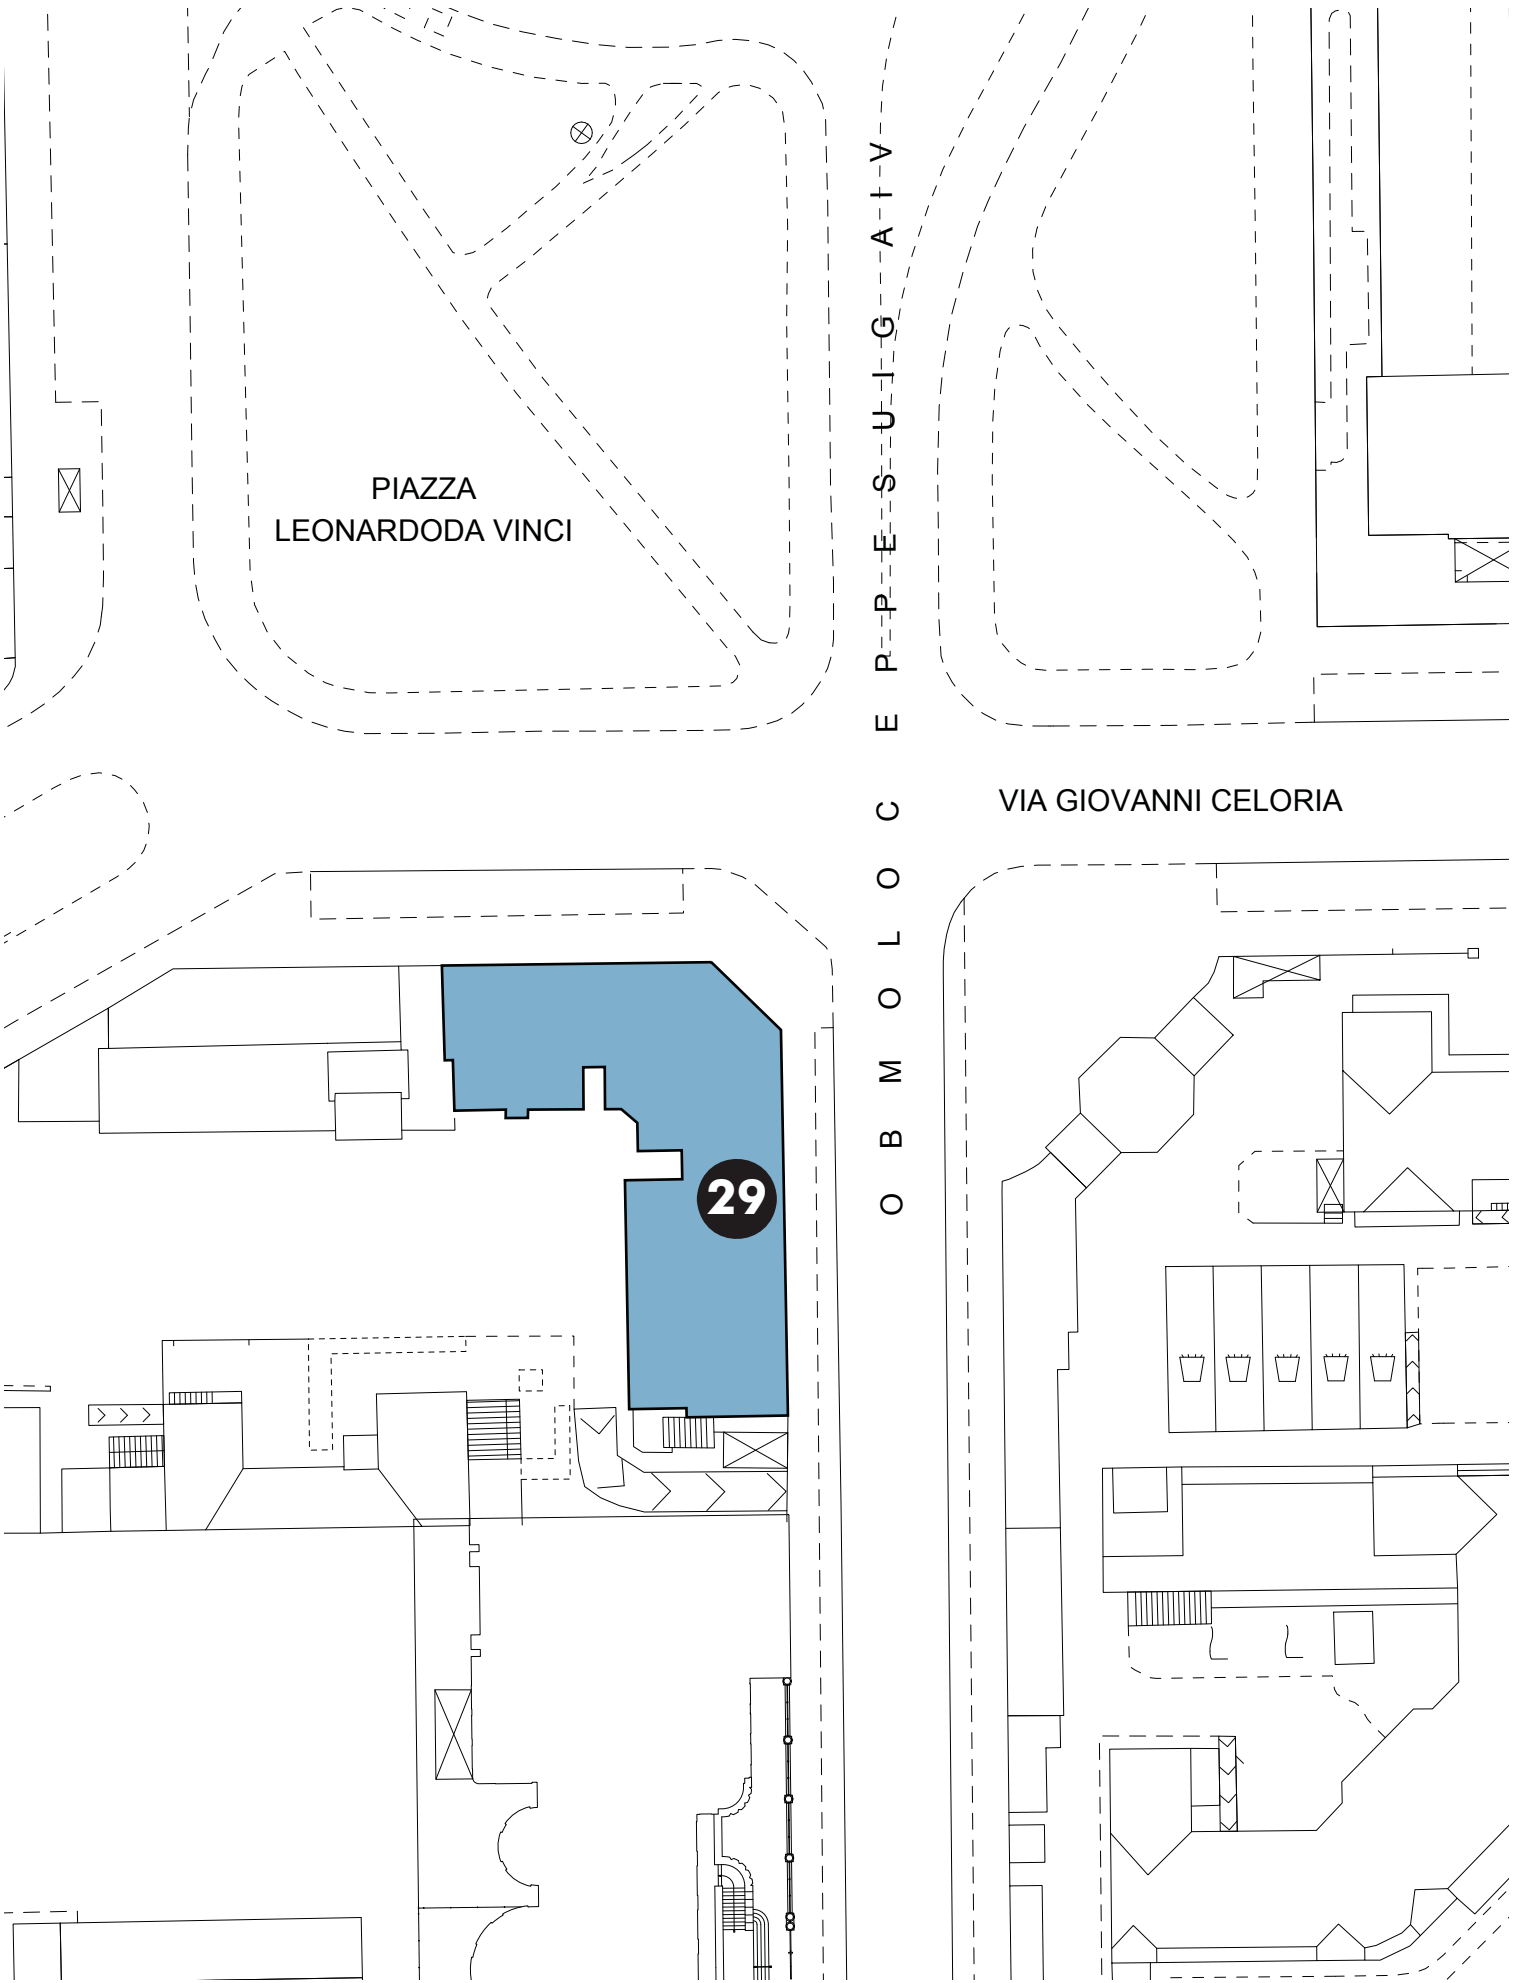 PIAZZA
LEONARDODA VINCI
VIA GIUSEPPE COLOMBO
VIA GIOVANNI CELORIA
29